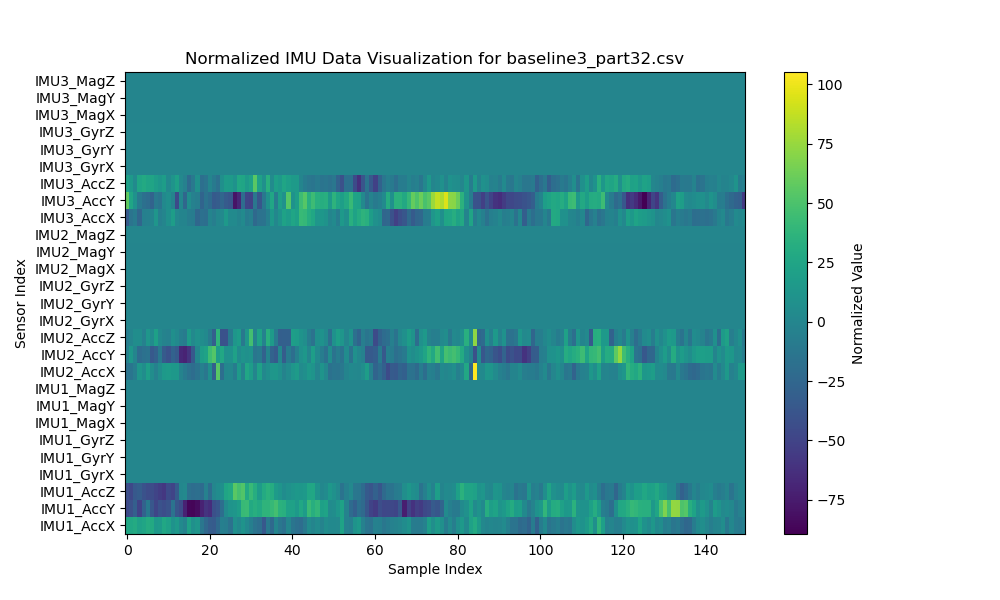 Normalized IMU Data Visualization for baseline3_part32.csv
IMU3_MagZ
IMU3_MagY
IMU3_MagX
IMU3_GyrZ
IMU3_GyrY
IMU3_GyrX
IMU3_AccZ
IMU3_AccY
IMU3_AccX
IMU2_MagZ
IMU2_MagY
IMU2_MagX
IMU2_GyrZ
IMU2_GyrY
IMU2_GyrX
IMU2_AccZ
IMU2_AccY
IMU2_AccX
IMU1_MagZ
IMU1_MagY
IMU1_MagX
IMU1_GyrZ
IMU1_GyrY
IMU1_GyrX
IMU1_AccZ
IMU1_AccY
IMU1_AccX
Sensor Index
0 20 40 60 80 100 120 140
Sample Index
100
75
50
25
0
−25
−50
−75
Normalized Value